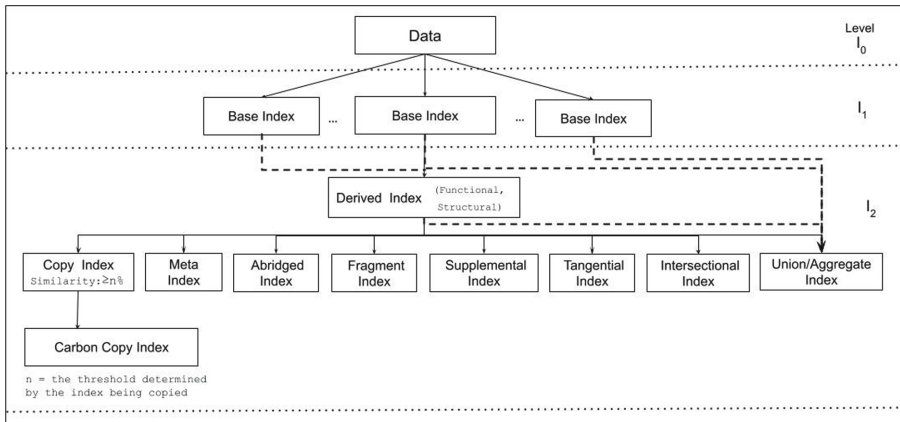 Data
Level
I0
Base Index
...
Base Index
...
Base Index
I1
Derived Index
(Functional,
Structural)
I2
Copy Index
Similarity:≥n%
Meta
Index
Abridged
Index
Fragment
Index
Supplemental
Index
Tangential
Index
Intersectional
Index
Union/Aggregate
Index
Carbon Copy Index
n = the threshold determined
by the index being copied